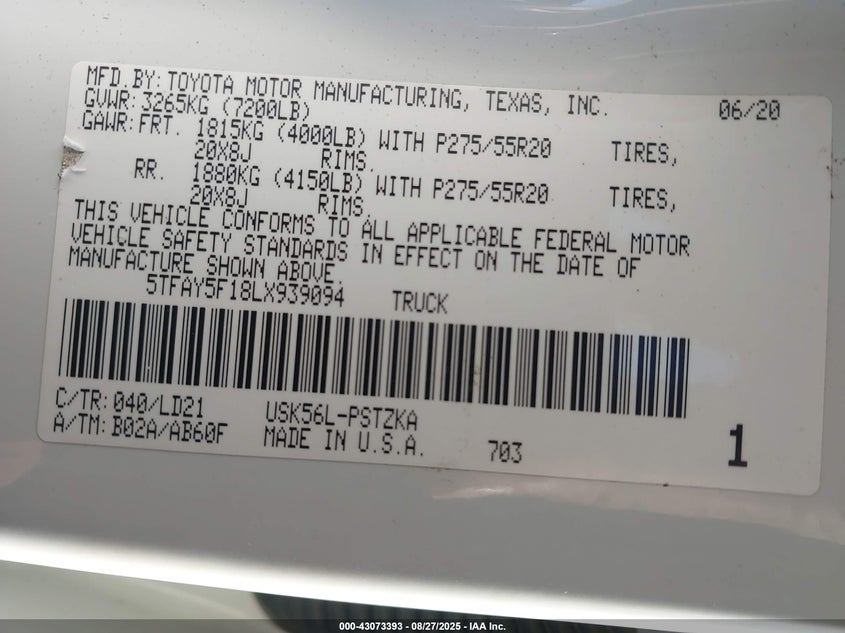 MFD. BY: TOYOTA MOTOR MANUFACTURING, TEXAS, INC. 06/20
GVWR: 3265KG (7200LB)
GAWR: FRT. 1815KG (4000LB) WITH P275/55R20 TIRES,
20X8J RIMS.
RR. 1880KG (4150LB) WITH P275/55R20 TIRES,
20X8J RIMS.
THIS VEHICLE CONFORMS TO ALL APPLICABLE FEDERAL MOTOR
VEHICLE SAFETY STANDARDS IN EFFECT ON THE DATE OF
MANUFACTURE SHOWN ABOVE.
5TFAY5F18LX939094 TRUCK
C/TR: 040/LD21 USK56L-PSTZKA
A/TM: B02A/AB60F MADE IN U.S.A. 703 1
000-43073393 - 08/27/2025 - IAA Inc.